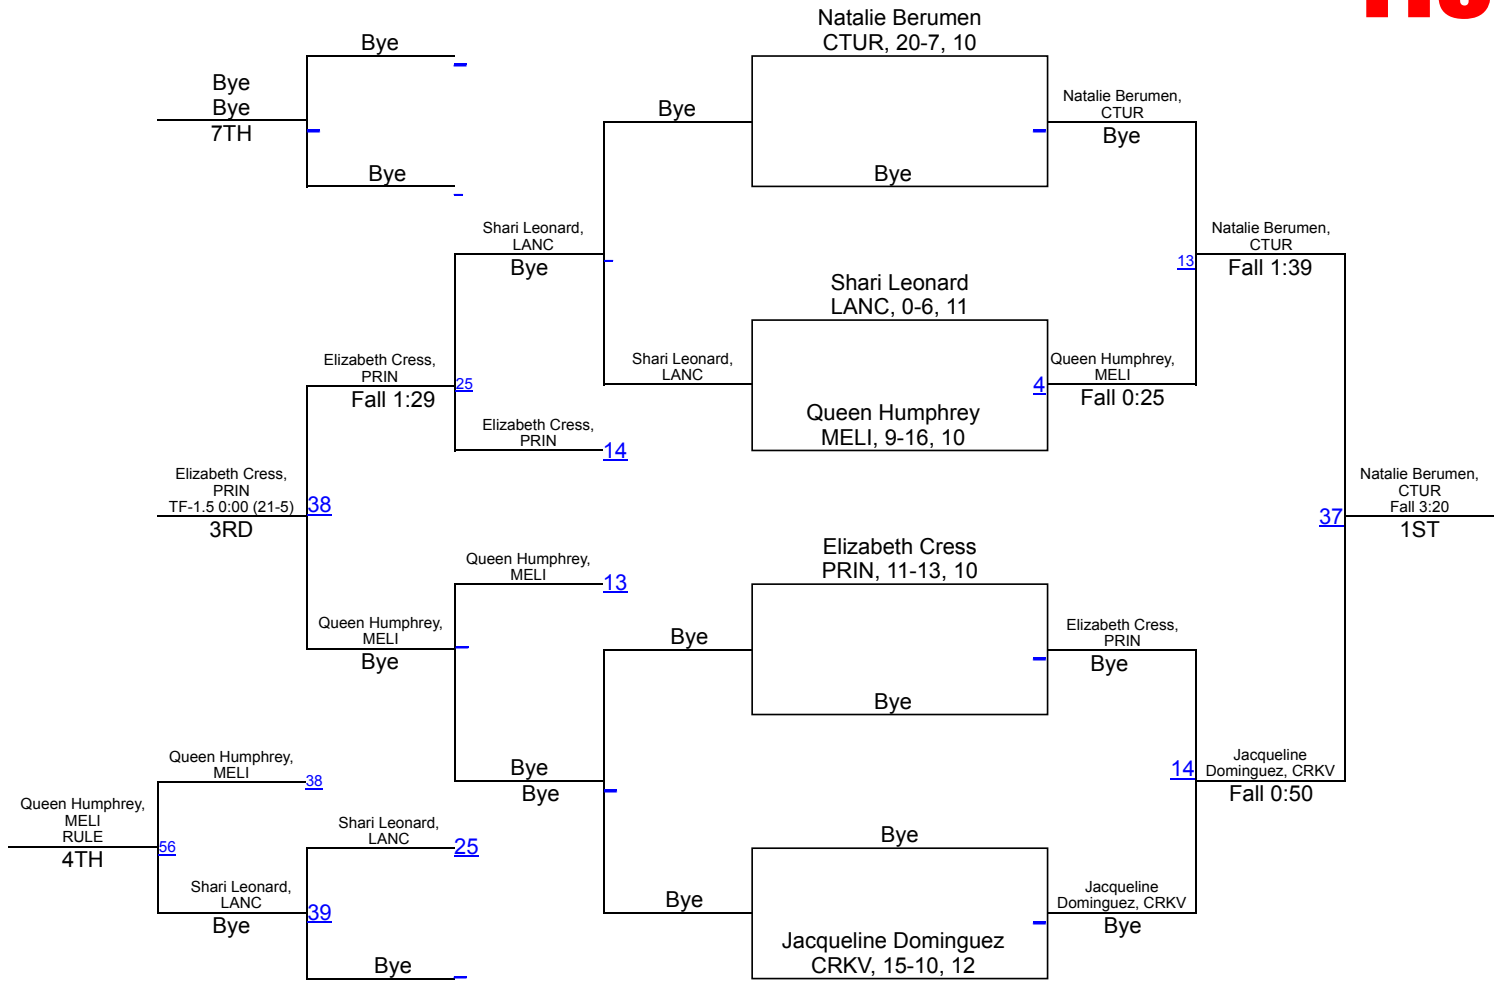 Natalie Berumen
CTUR, 20-7, 10
Bye
Bye
Bye
7TH
Bye
Bye
Natalie Berumen,
CTUR
Bye
Bye
Shari Leonard,
LANC
Bye
Natalie Berumen,
CTUR
13
Fall 1:39
Shari Leonard
LANC, 0-6, 11
Elizabeth Cress,
PRIN
25
Fall 1:29
Shari Leonard,
LANC
Queen Humphrey,
MELI
4
Fall 0:25
Queen Humphrey
MELI, 9-16, 10
Elizabeth Cress,
PRIN
14
Elizabeth Cress,
PRIN
TF-1.5 0:00 (21-5)
38
3RD
Natalie Berumen,
CTUR
Fall 3:20
37
1ST
Elizabeth Cress
PRIN, 11-13, 10
Queen Humphrey,
MELI
13
Queen Humphrey,
MELI
Bye
Bye
Elizabeth Cress,
PRIN
Bye
Bye
Queen Humphrey,
MELI
38
Bye
Bye
14
Jacqueline
Dominguez, CRKV
Fall 0:50
Queen Humphrey,
MELI
RULE
56
4TH
Shari Leonard,
LANC
25
Bye
Shari Leonard,
LANC
39
Bye
Bye
Jacqueline
Dominguez, CRKV
Bye
Jacqueline Dominguez
CRKV, 15-10, 12
Bye